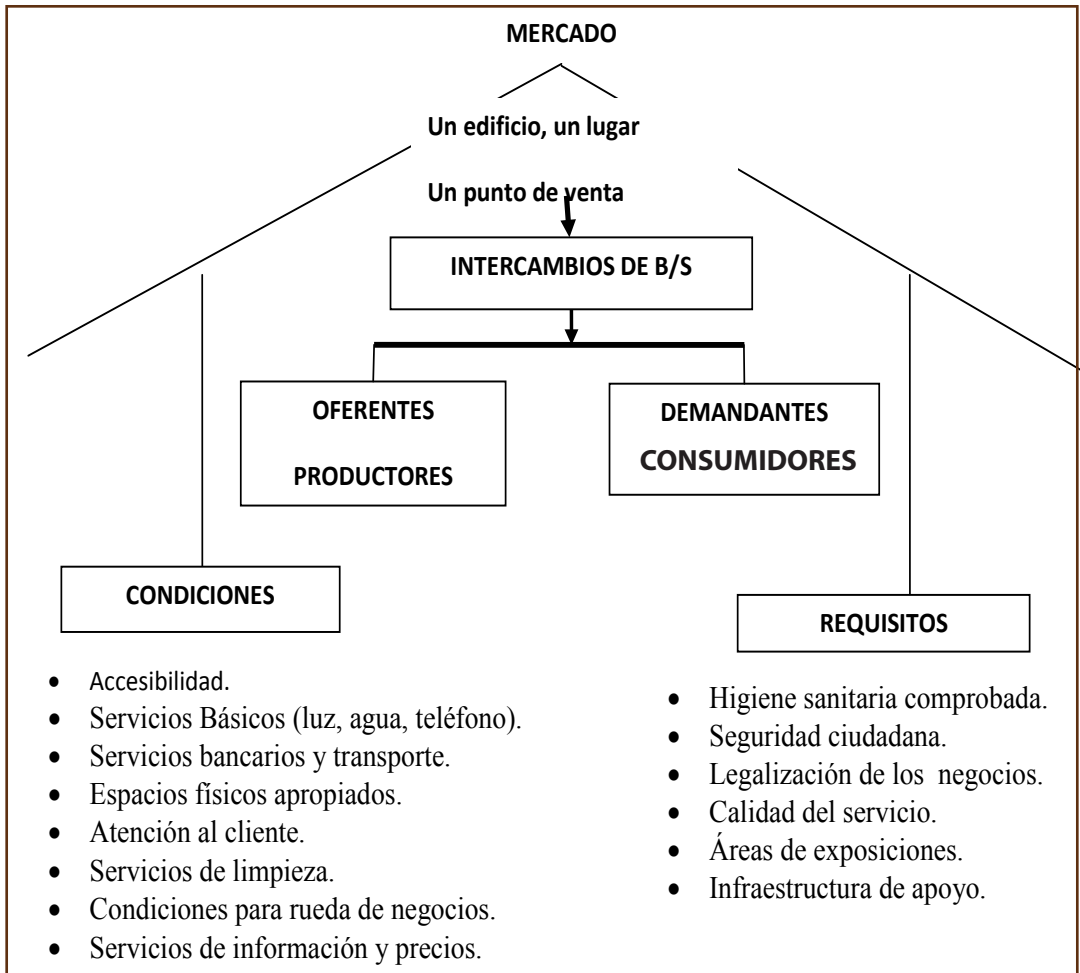 MERCADO
Un edificio, un lugar
Un punto de venta
INTERCAMBIOS DE B/S
OFERENTES
PRODUCTORES
DEMANDANTES
CONSUMIDORES
CONDICIONES
• Accesibilidad.
• Servicios Básicos (luz, agua, teléfono).
• Servicios bancarios y transporte.
• Espacios físicos apropiados.
• Atención al cliente.
• Servicios de limpieza.
• Condiciones para rueda de negocios.
• Servicios de información y precios.
REQUISITOS
• Higiene sanitaria comprobada.
• Seguridad ciudadana.
• Legalización de los  negocios.
• Calidad del servicio.
• Áreas de exposiciones.
• Infraestructura de apoyo.